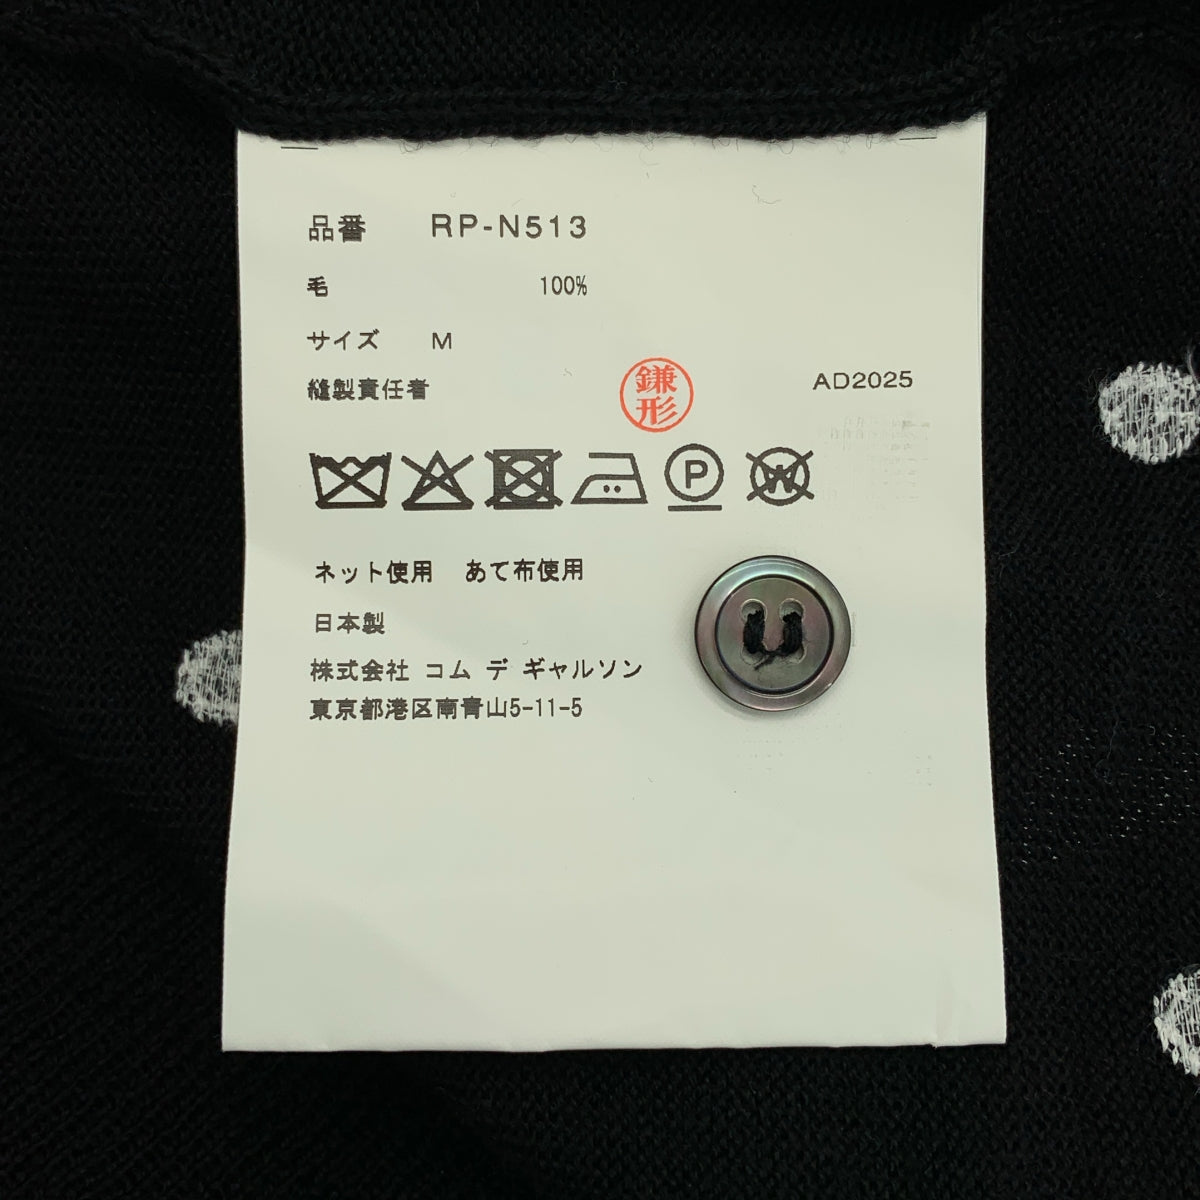 品番 RP-N513
毛 100%
サイズ M
縫製責任者 鎌形 AD2025
P W
ネット使用 あて布使用
日本製
株式会社 コム デ ギャルソン
東京都港区南青山5-11-5